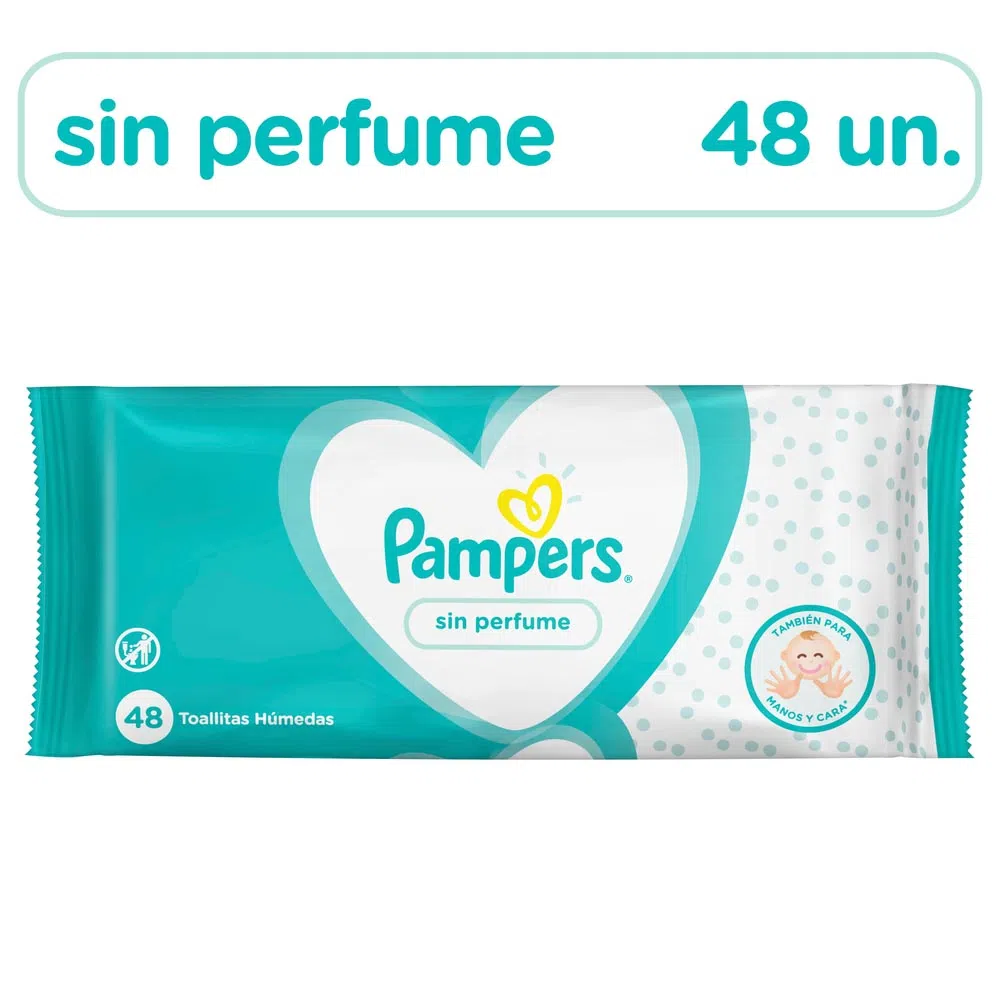 sin perfume 48 un.
Pampers®
sin perfume
TAMBIÉN PARA
MANOS Y CARA*
48 Toallitas Húmedas